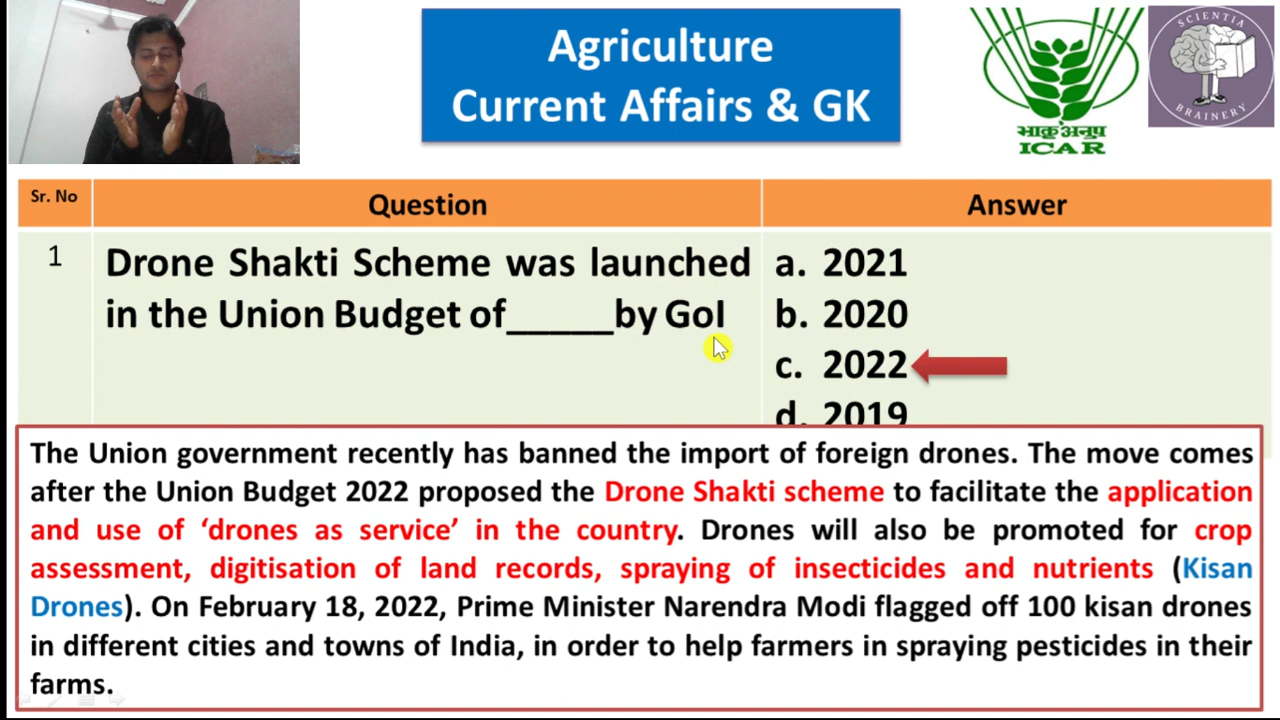 Agriculture
Current Affairs & GK
भाकृअनुप
ICAR
SCIENTIA
BRAINERY
Sr. No
Question
Answer
1
Drone Shakti Scheme was launched
in the Union Budget of_____by GoI
a. 2021
b. 2020
c. 2022
d. 2019
The Union government recently has banned the import of foreign drones. The move comes
after the Union Budget 2022 proposed the Drone Shakti scheme to facilitate the application
and use of ‘drones as service’ in the country. Drones will also be promoted for crop
assessment, digitisation of land records, spraying of insecticides and nutrients (Kisan
Drones). On February 18, 2022, Prime Minister Narendra Modi flagged off 100 kisan drones
in different cities and towns of India, in order to help farmers in spraying pesticides in their
farms.